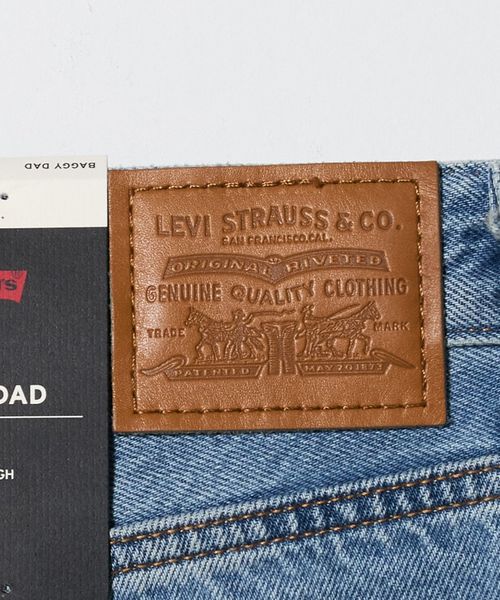 BAGGY DAD
DAD
GH
LEVI STRAUSS & CO.
SAN FRANCISCO, CAL.
ORIGINAL RIVETED
GENUINE QUALITY CLOTHING
TRADE MARK
PATENTED MAY 20 1873